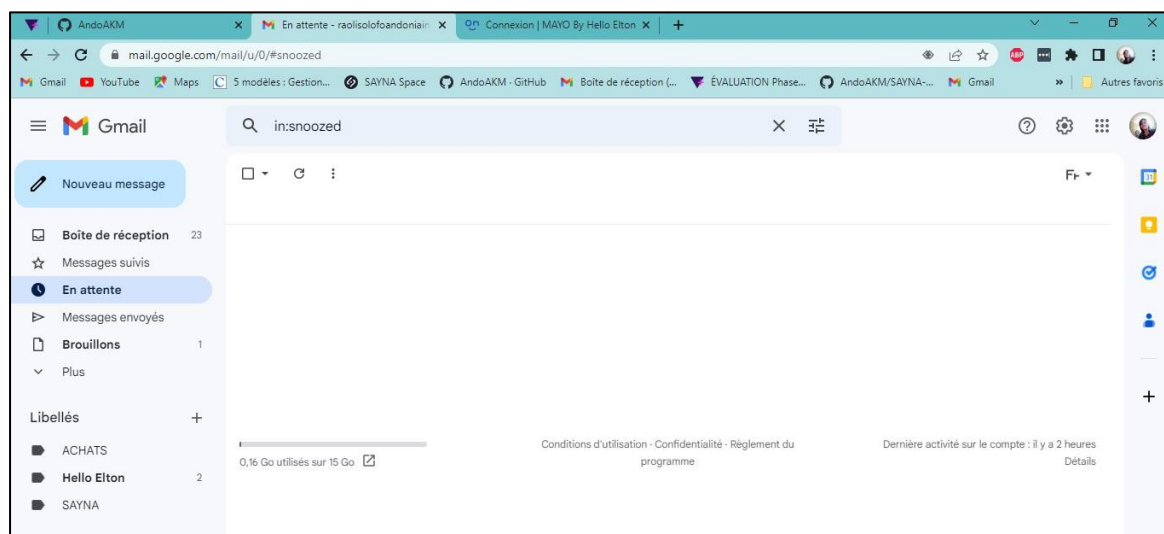 AndoAKM
En attente - raolisolofoandoniain
Connexion | MAYO By Hello Elton
mail.google.com/mail/u/0/#snoozed
ABP
Gmail YouTube Maps 5 modèles : Gestion... SAYNA Space AndoAKM - GitHub Boîte de réception (... ÉVALUATION Phase... AndoAKM/SAYNA-... Gmail » Autres favoris
Gmail
in:snoozed
Nouveau message
31
Boîte de réception 23
Messages suivis
En attente
Messages envoyés
Brouillons 1
Plus
Libellés
ACHATS
Hello Elton 2
SAYNA
0,16 Go utilisés sur 15 Go
Conditions d'utilisation · Confidentialité · Règlement du
programme
Dernière activité sur le compte : il y a 2 heures
Détails